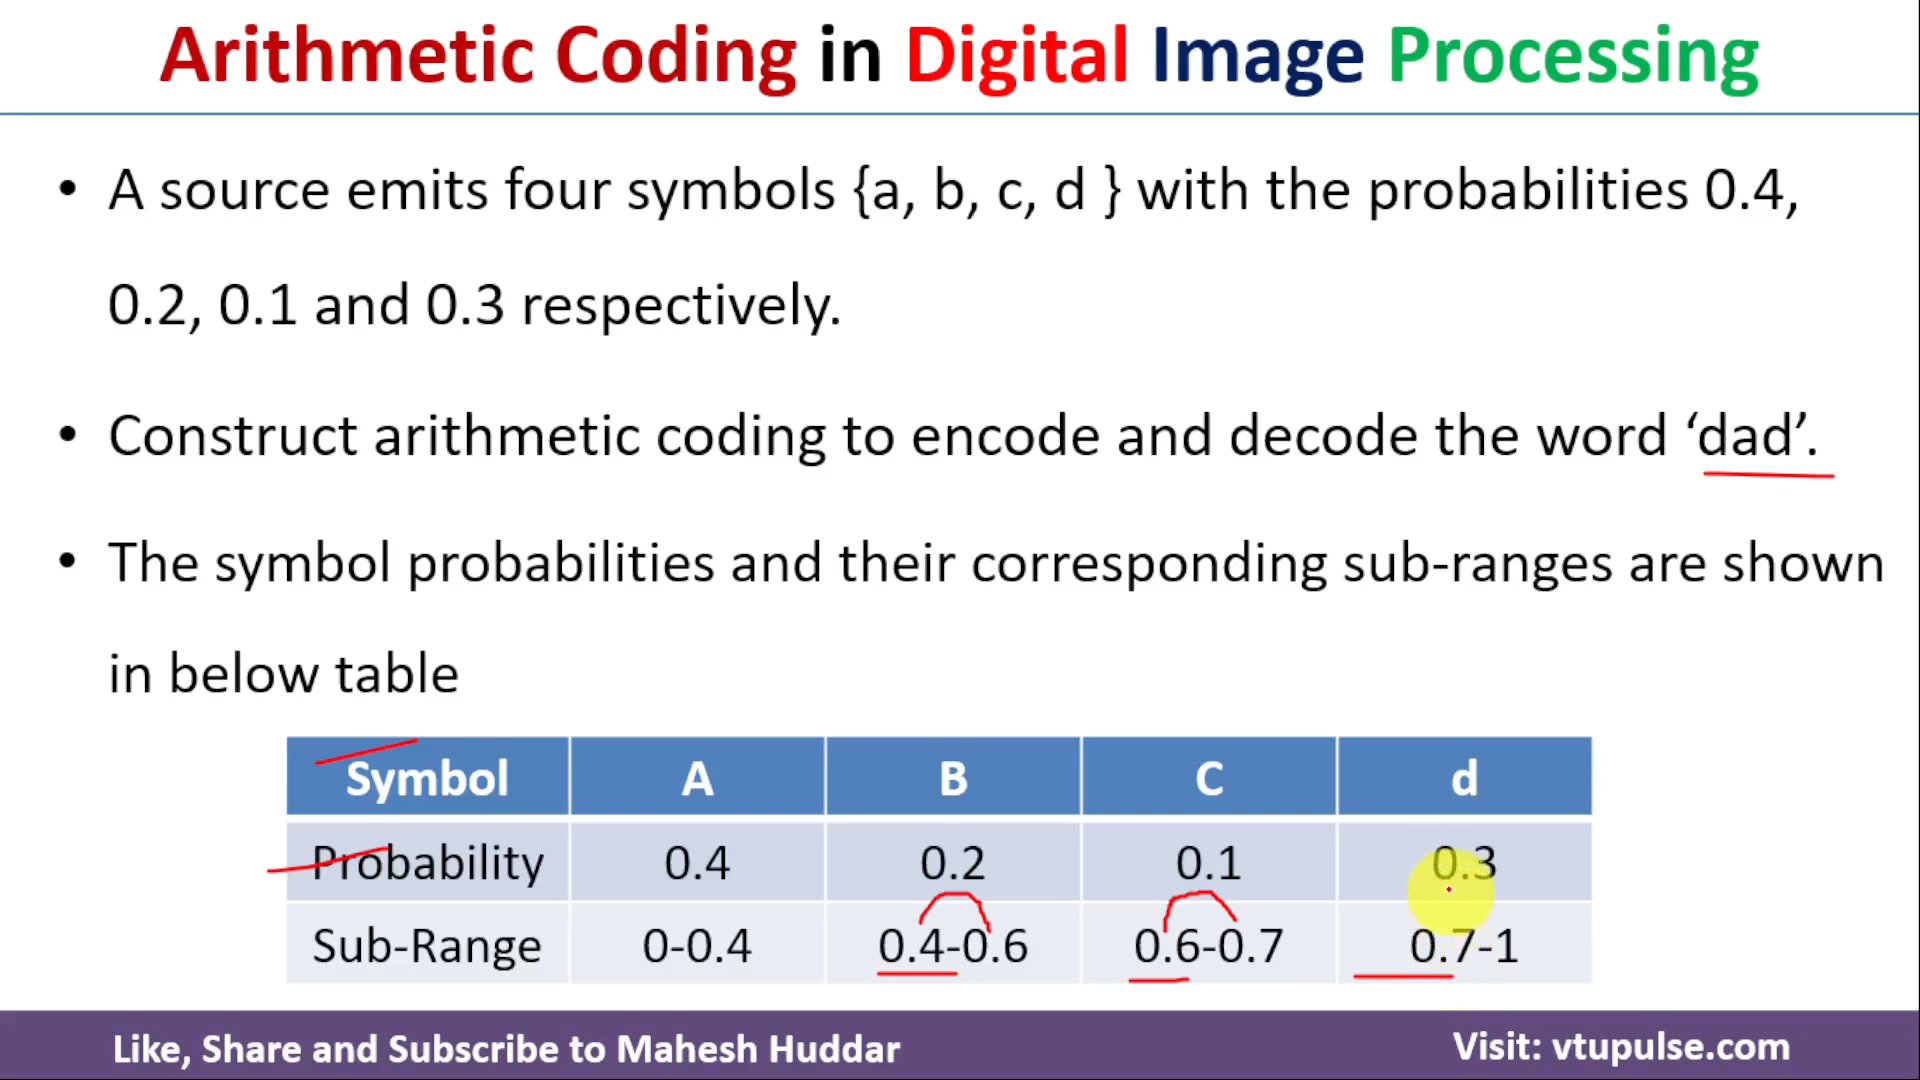 Arithmetic Coding in Digital Image Processing
• A source emits four symbols {a, b, c, d } with the probabilities 0.4,
0.2, 0.1 and 0.3 respectively.
• Construct arithmetic coding to encode and decode the word ‘dad’.
• The symbol probabilities and their corresponding sub-ranges are shown
in below table
Symbol A B C d
Probability 0.4 0.2 0.1 0.3
Sub-Range 0-0.4 0.4-0.6 0.6-0.7 0.7-1
Like, Share and Subscribe to Mahesh Huddar Visit: vtupulse.com